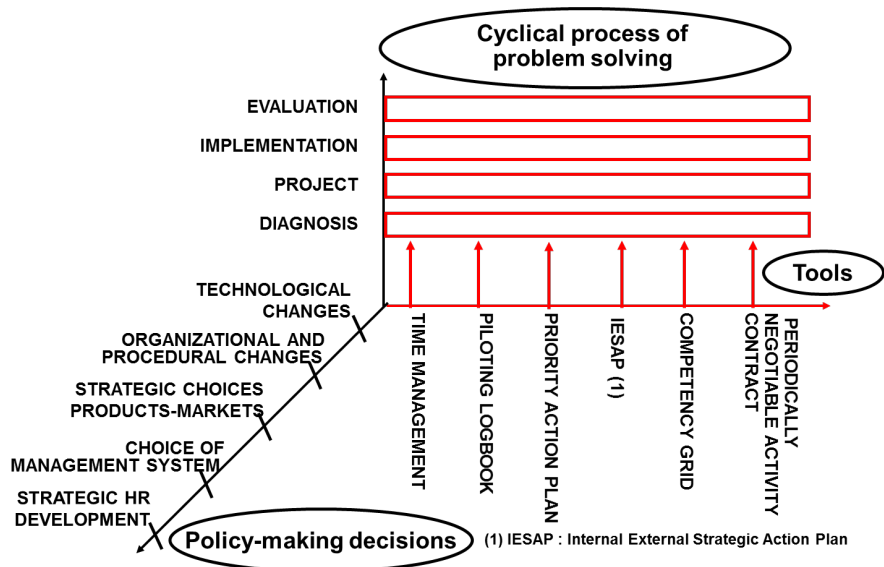 Cyclical process of
problem solving
EVALUATION
IMPLEMENTATION
PROJECT
DIAGNOSIS
Tools
TECHNOLOGICAL
CHANGES
ORGANIZATIONAL AND
PROCEDURAL CHANGES
STRATEGIC CHOICES
PRODUCTS-MARKETS
CHOICE OF
MANAGEMENT SYSTEM
STRATEGIC HR
DEVELOPMENT
TIME MANAGEMENT
PILOTING LOGBOOK
PRIORITY ACTION PLAN
IESAP (1)
COMPETENCY GRID
PERIODICALLY
NEGOTIABLE ACTIVITY
CONTRACT
Policy-making decisions
(1) IESAP : Internal External Strategic Action Plan